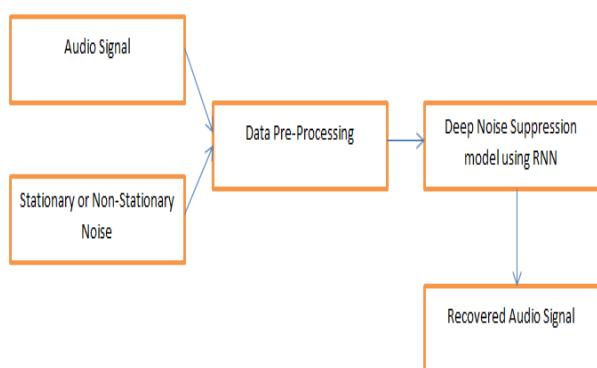 Audio Signal
Stationary or Non-Stationary
Noise
Data Pre-Processing
Deep Noise Suppression
model using RNN
Recovered Audio Signal